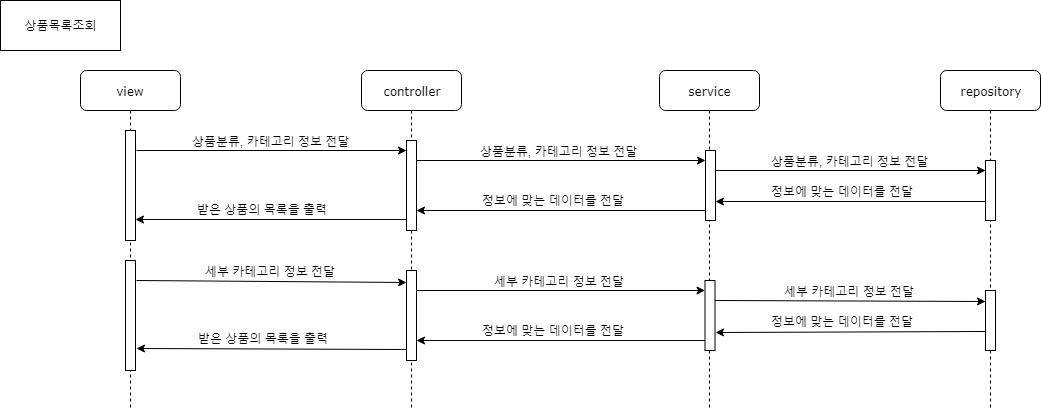 상품목록조회
view
controller
service
repository
상품분류, 카테고리 정보 전달
상품분류, 카테고리 정보 전달
상품분류, 카테고리 정보 전달
정보에 맞는 데이터를 전달
정보에 맞는 데이터를 전달
받은 상품의 목록을 출력
세부 카테고리 정보 전달
세부 카테고리 정보 전달
세부 카테고리 정보 전달
정보에 맞는 데이터를 전달
정보에 맞는 데이터를 전달
받은 상품의 목록을 출력